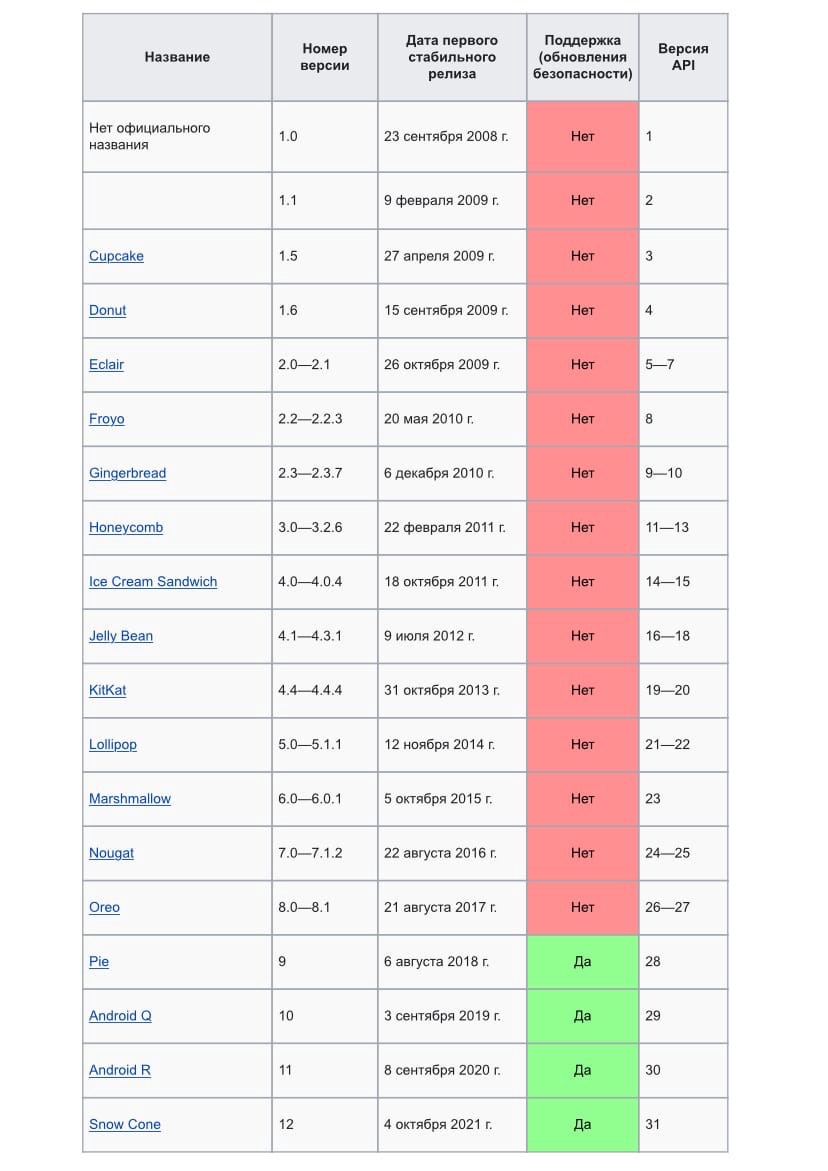 Название
Номер
версии
Дата первого
стабильного
релиза
Поддержка
(обновления
безопасности)
Версия
API
Нет официального
названия
1.0
23 сентября 2008 г.
Нет
1
1.1
9 февраля 2009 г.
Нет
2
Cupcake
1.5
27 апреля 2009 г.
Нет
3
Donut
1.6
15 сентября 2009 г.
Нет
4
Eclair
2.0—2.1
26 октября 2009 г.
Нет
5—7
Froyo
2.2—2.2.3
20 мая 2010 г.
Нет
8
Gingerbread
2.3—2.3.7
6 декабря 2010 г.
Нет
9—10
Honeycomb
3.0—3.2.6
22 февраля 2011 г.
Нет
11—13
Ice Cream Sandwich
4.0—4.0.4
18 октября 2011 г.
Нет
14—15
Jelly Bean
4.1—4.3.1
9 июля 2012 г.
Нет
16—18
KitKat
4.4—4.4.4
31 октября 2013 г.
Нет
19—20
Lollipop
5.0—5.1.1
12 ноября 2014 г.
Нет
21—22
Marshmallow
6.0—6.0.1
5 октября 2015 г.
Нет
23
Nougat
7.0—7.1.2
22 августа 2016 г.
Нет
24—25
Oreo
8.0—8.1
21 августа 2017 г.
Нет
26—27
Pie
9
6 августа 2018 г.
Да
28
Android Q
10
3 сентября 2019 г.
Да
29
Android R
11
8 сентября 2020 г.
Да
30
Snow Cone
12
4 октября 2021 г.
Да
31